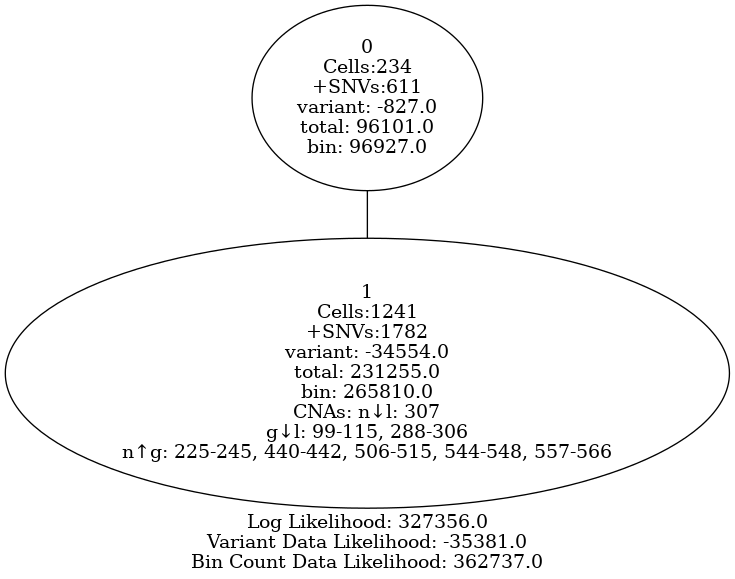 0
Cells:234
+SNVs:611
variant: -827.0
total: 96101.0
bin: 96927.0
1
Cells:1241
+SNVs:1782
variant: -34554.0
total: 231255.0
bin: 265810.0
CNAs: n↓l: 307
g↓l: 99-115, 288-306
n↑g: 225-245, 440-442, 506-515, 544-548, 557-566
Log Likelihood: 327356.0
Variant Data Likelihood: -35381.0
Bin Count Data Likelihood: 362737.0